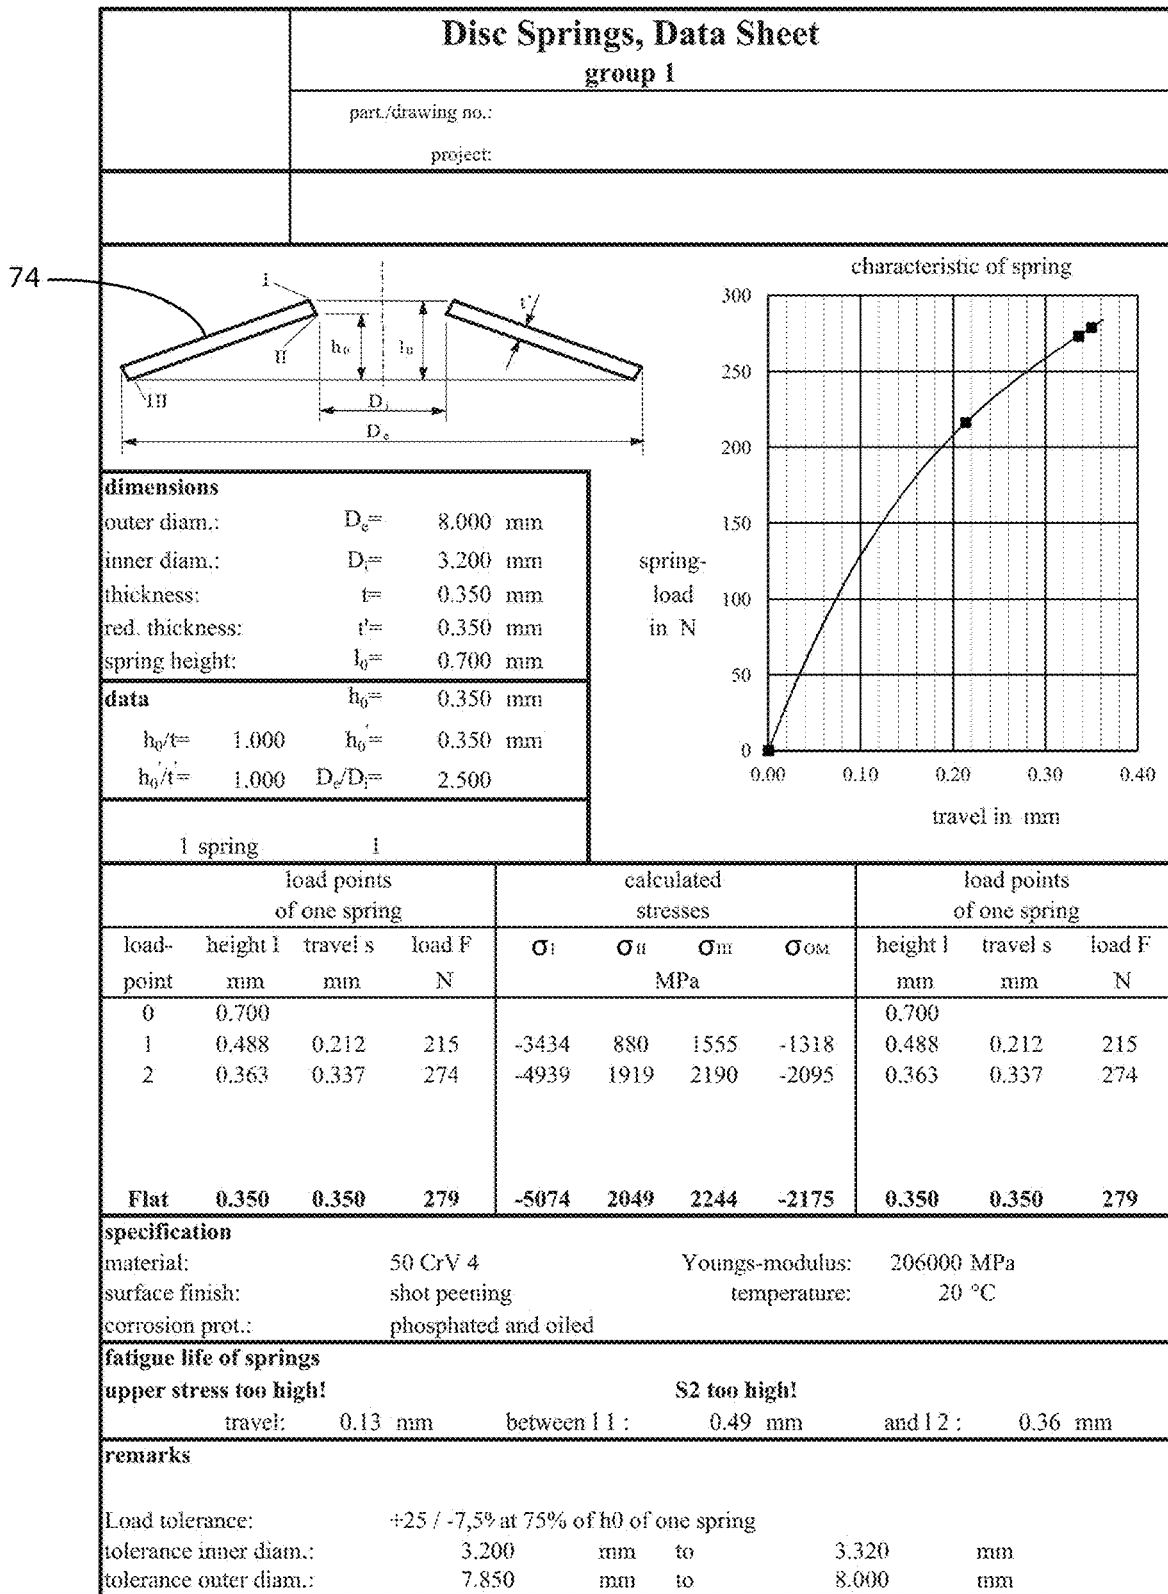 Disc Springs, Data Sheet
group 1
part./drawing no.:
project:
74
I
II
III
h₀
l₀
t'
Dᵢ
Dₑ
characteristic of spring
300
250
200
150
100
50
0
spring-
load
in N
0.00 0.10 0.20 0.30 0.40
travel in mm
dimensions
outer diam.: Dₑ= 8.000 mm
inner diam.: Dᵢ= 3.200 mm
thickness: t= 0.350 mm
red. thickness: t'= 0.350 mm
spring height: l₀= 0.700 mm
data h₀= 0.350 mm
h₀/t= 1.000 h₀'= 0.350 mm
h₀'/t'= 1.000 Dₑ/Dᵢ= 2.500
1 spring 1
load points calculated load points
of one spring stresses of one spring
load- height l travel s load F σI σII σIII σOM height l travel s load F
point mm mm N MPa mm mm N
0 0.700 0.700
1 0.488 0.212 215 -3434 880 1555 -1318 0.488 0.212 215
2 0.363 0.337 274 -4939 1919 2190 -2095 0.363 0.337 274
Flat 0.350 0.350 279 -5074 2049 2244 -2175 0.350 0.350 279
specification
material: 50 CrV 4 Youngs-modulus: 206000 MPa
surface finish: shot peening temperature: 20 °C
corrosion prot.: phosphated and oiled
fatigue life of springs
upper stress too high! S2 too high!
travel: 0.13 mm between l 1 : 0.49 mm and l 2 : 0.36 mm
remarks
Load tolerance: +25 / -7,5% at 75% of h0 of one spring
tolerance inner diam.: 3.200 mm to 3.320 mm
tolerance outer diam.: 7.850 mm to 8.000 mm